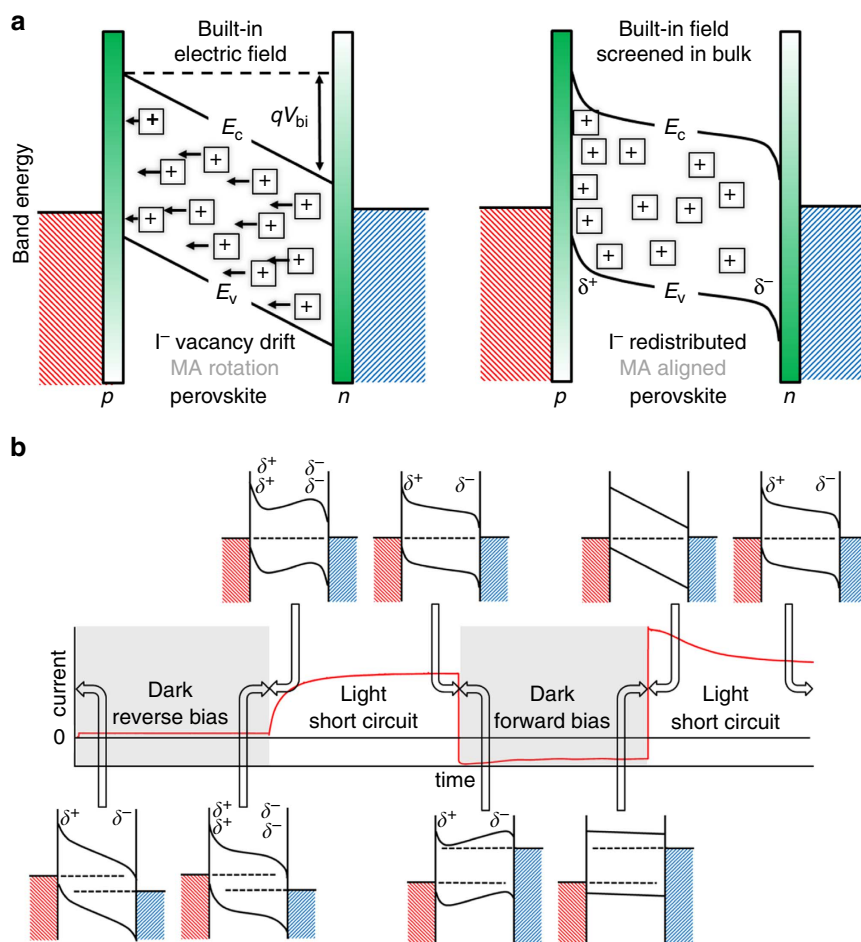 a
Built-in
electric field
Built-in field
screened in bulk
Band energy
qV_bi
E_c
E_c
+
+ + +
+ + + +
+ + +
+ + +
+
+
+ + + +
+ + + +
+ + + +
E_v
E_v
δ⁺
δ⁻
I⁻ vacancy drift
MA rotation
p perovskite n
I⁻ redistributed
MA aligned
p perovskite n
b
δ⁺ δ⁻
δ⁺ δ⁻
δ⁺ δ⁻
δ⁺ δ⁻
current
0
Dark
reverse bias
Light
short circuit
Dark
forward bias
Light
short circuit
time
δ⁺ δ⁻
δ⁺ δ⁻
δ⁺ δ⁻
δ⁺ δ⁻